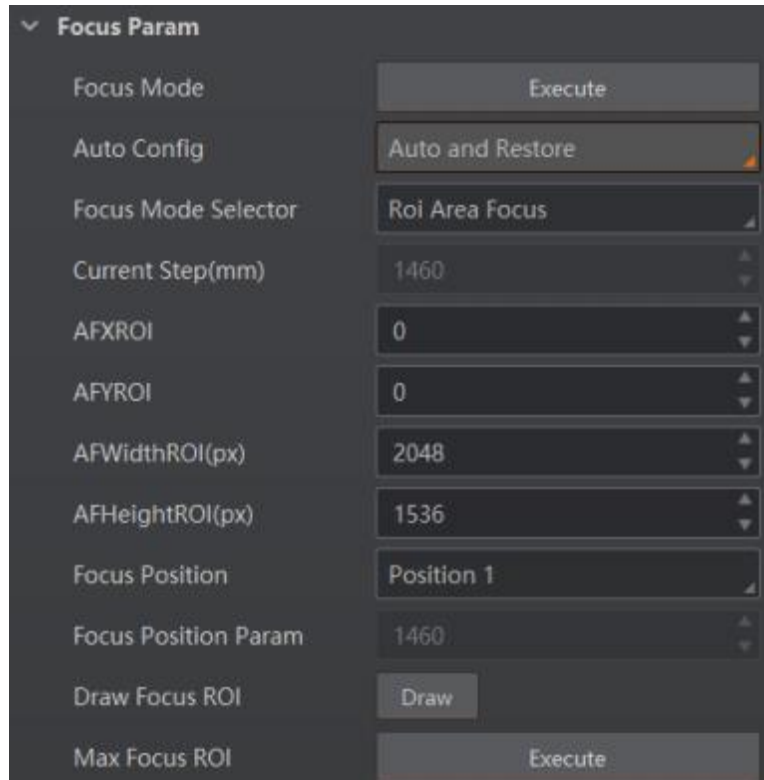 Focus Param
Focus Mode Execute
Auto Config Auto and Restore
Focus Mode Selector Roi Area Focus
Current Step(mm) 1460
AFXROI 0
AFYROI 0
AFWidthROI(px) 2048
AFHeightROI(px) 1536
Focus Position Position 1
Focus Position Param 1460
Draw Focus ROI Draw
Max Focus ROI Execute